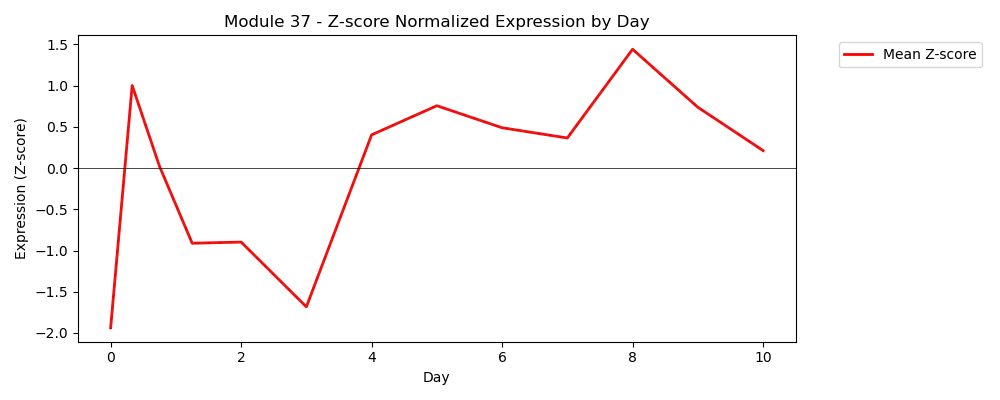 Module 37 - Z-score Normalized Expression by Day
Mean Z-score
Expression (Z-score)
1.5
1.0
0.5
0.0
−0.5
−1.0
−1.5
−2.0
0 2 4 6 8 10
Day